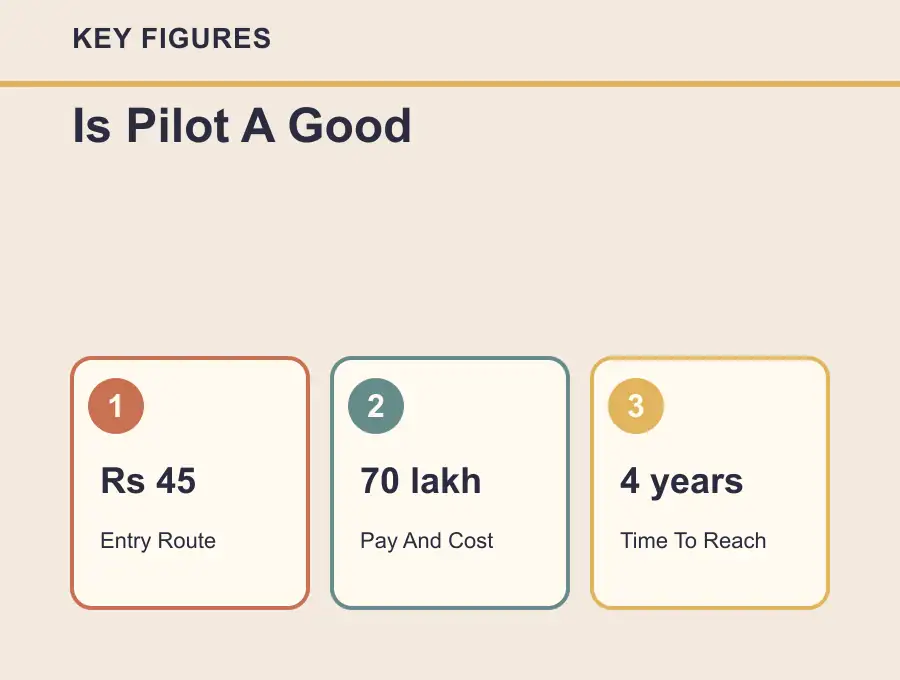 KEY FIGURES
Is Pilot A Good
1
Rs 45
Entry Route
2
70 lakh
Pay And Cost
3
4 years
Time To Reach